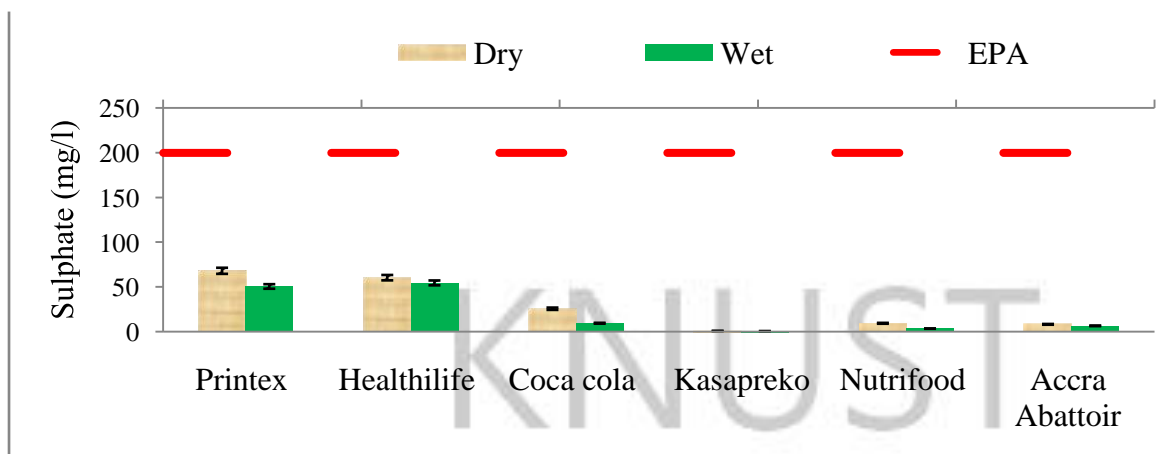 Dry Wet EPA
250
200
150
100
50
0
Sulphate (mg/l)
Printex Healthilife Coca cola Kasapreko Nutrifood Accra
Abattoir
KNUST